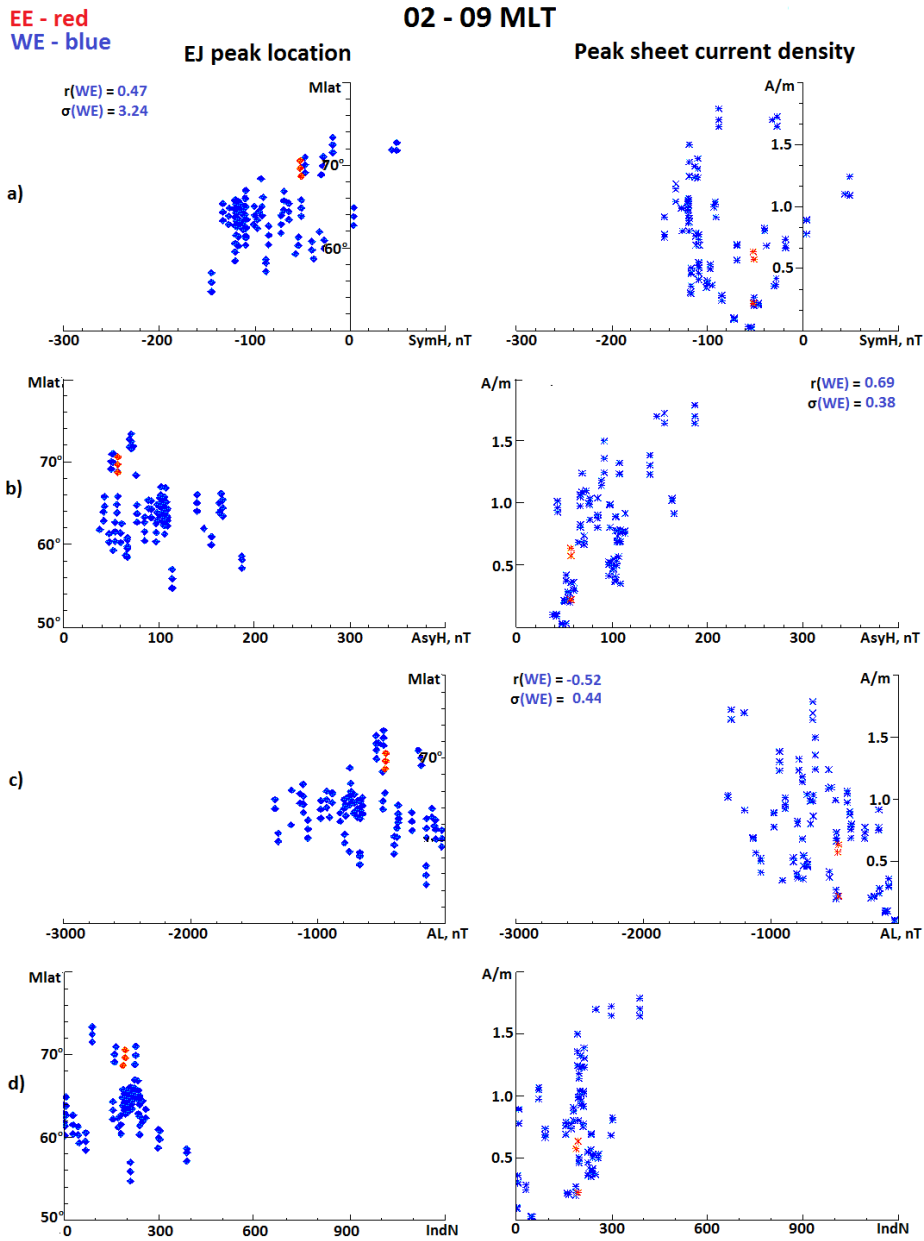 02 - 09 MLT
EE - red
WE - blue
EJ peak location
Peak sheet current density
a)
r(WE) = 0.47
σ(WE) = 3.24
Mlat
70°
60°
-300 -200 -100 0
SymH, nT
A/m
1.5
1.0
0.5
-300 -200 -100 0
SymH, nT
b)
Mlat
70°
60°
50°
0 100 200 300
AsyH, nT
A/m
r(WE) = 0.69
σ(WE) = 0.38
1.5
1.0
0.5
0 100 200 300
AsyH, nT
c)
Mlat
70°
-3000 -2000 -1000 AL, nT
r(WE) = -0.52
σ(WE) = 0.44
A/m
1.5
1.0
0.5
-3000 -2000 -1000 AL, nT
d)
Mlat
70°
60°
50°
0 300 600 900 IndN
A/m
1.5
1.0
0.5
0 300 600 900 IndN